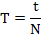 T = t/N